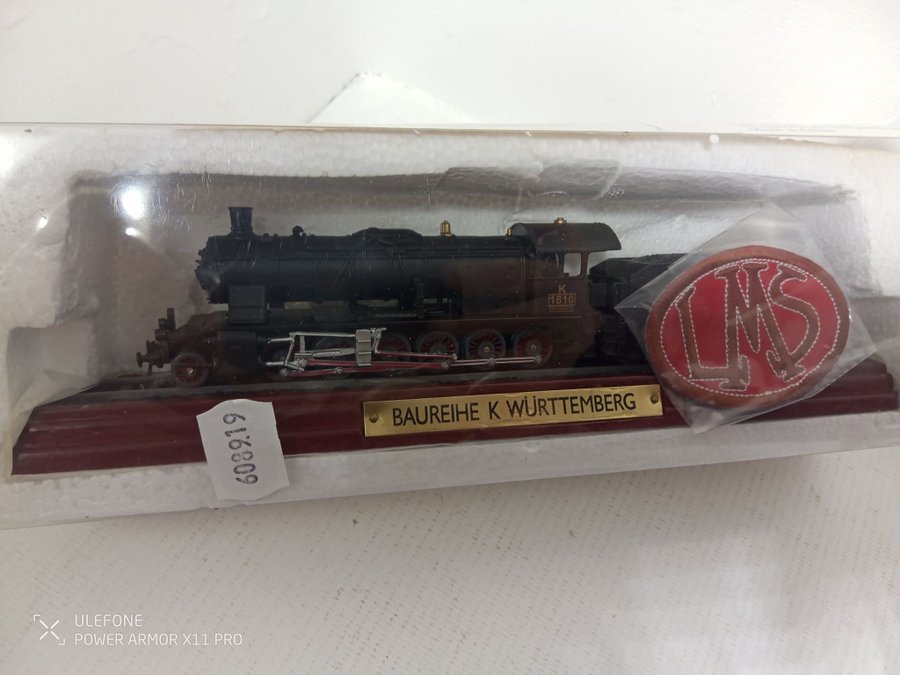 K
1810
BAUREIHE K WÜRTTEMBERG
LMS
608919
ULEFONE
POWER ARMOR X11 PRO